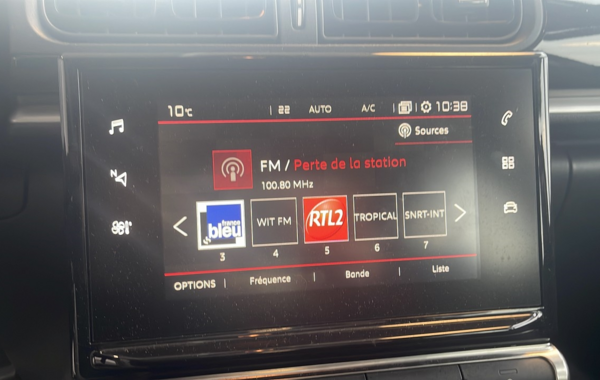 10°C | 22 AUTO A/C | | 10:38
Sources
FM / Perte de la station
100.80 MHz
france bleu WIT FM RTL2 TROPICAL SNRT-INT
3 4 5 6 7
OPTIONS | Fréquence | Bande | Liste
N